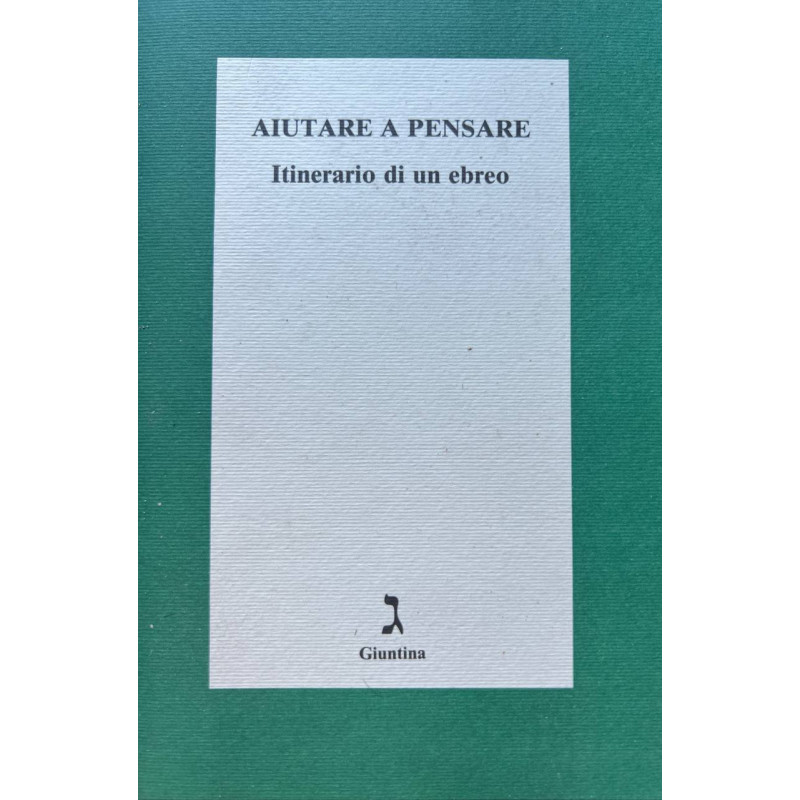 AIUTARE A PENSARE
Itinerario di un ebreo
ג
Giuntina